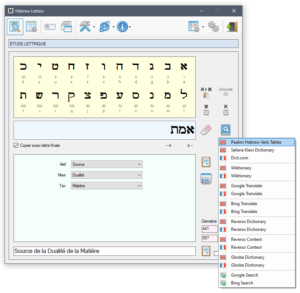 Hebrew Letters
ETUDE LETTRIQUE
א ב ג ד ה ו ז ח ט י כ
ל מ נ ס ע פ צ ק ר ש ת
אמת
Copier avec lettre finale
Alef Source
Mem Dualité
Tav Matière
Gematria
441
Source de la Dualité de la Matière
Pealim Hebrew Verb Tables
Sefaria Klein Dictionary
Dict.com
Wiktionary
Wiktionary
Google Translate
Google Translate
Bing Translate
Bing Translate
Reverso Dictionary
Reverso Dictionary
Reverso Context
Reverso Context
Glosbe Dictionary
Glosbe Dictionary
Google Search
Bing Search